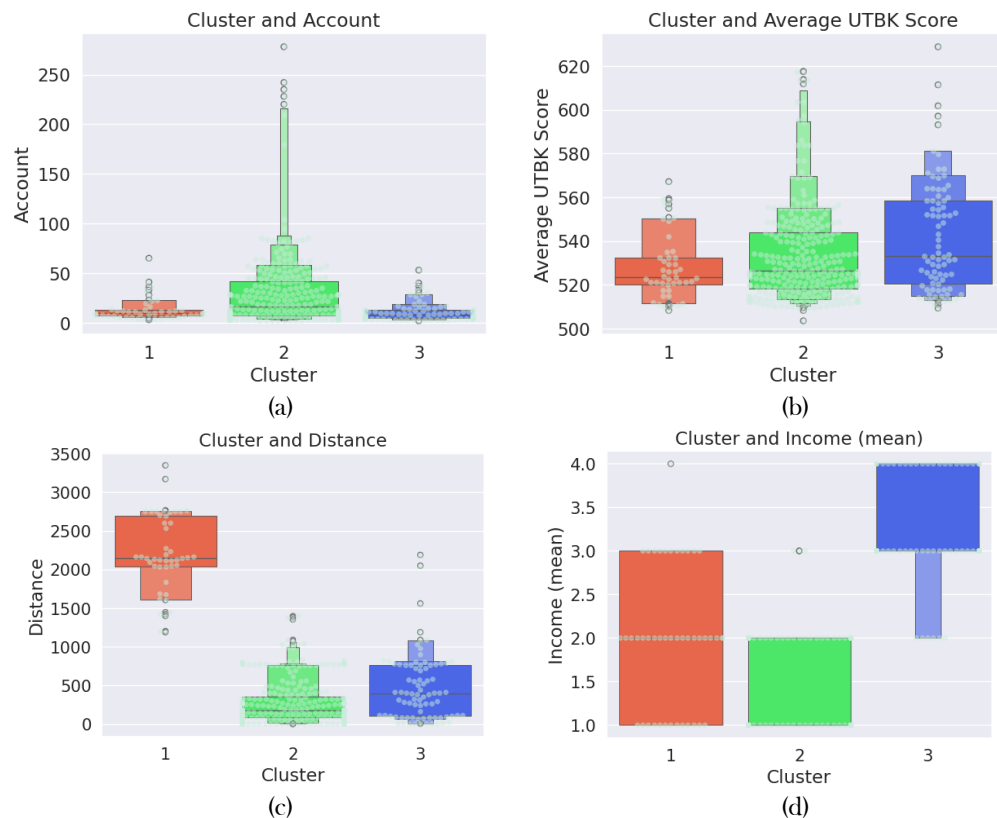 Cluster and Account
Account
250
200
150
100
50
0
1 2 3
Cluster
(a)
Cluster and Average UTBK Score
Average UTBK Score
620
600
580
560
540
520
500
1 2 3
Cluster
(b)
Cluster and Distance
Distance
3500
3000
2500
2000
1500
1000
500
0
1 2 3
Cluster
(c)
Cluster and Income (mean)
Income (mean)
4.0
3.5
3.0
2.5
2.0
1.5
1.0
1 2 3
Cluster
(d)